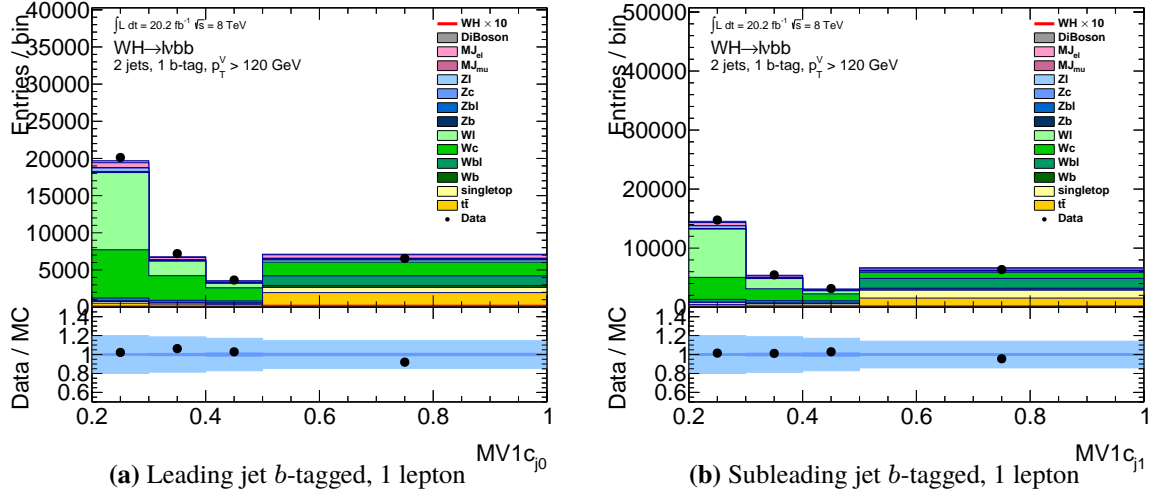 Entries / bin
40000
35000
30000
25000
20000
15000
10000
5000
0
∫L dt = 20.2 fb⁻¹ √s = 8 TeV
WH→lνbb
2 jets, 1 b-tag, p_T^V > 120 GeV
WH × 10
DiBoson
MJ_el
MJ_mu
Zl
Zc
Zbl
Zb
Wl
Wc
Wbl
Wb
singletop
tt̄
Data
Data / MC
1.4
1.2
1
0.8
0.6
0.2 0.4 0.6 0.8 1
MV1c_j0
(a) Leading jet b-tagged, 1 lepton
Entries / bin
50000
40000
30000
20000
10000
0
∫L dt = 20.2 fb⁻¹ √s = 8 TeV
WH→lνbb
2 jets, 1 b-tag, p_T^V > 120 GeV
WH × 10
DiBoson
MJ_el
MJ_mu
Zl
Zc
Zbl
Zb
Wl
Wc
Wbl
Wb
singletop
tt̄
Data
Data / MC
1.4
1.2
1
0.8
0.6
0.2 0.4 0.6 0.8 1
MV1c_j1
(b) Subleading jet b-tagged, 1 lepton